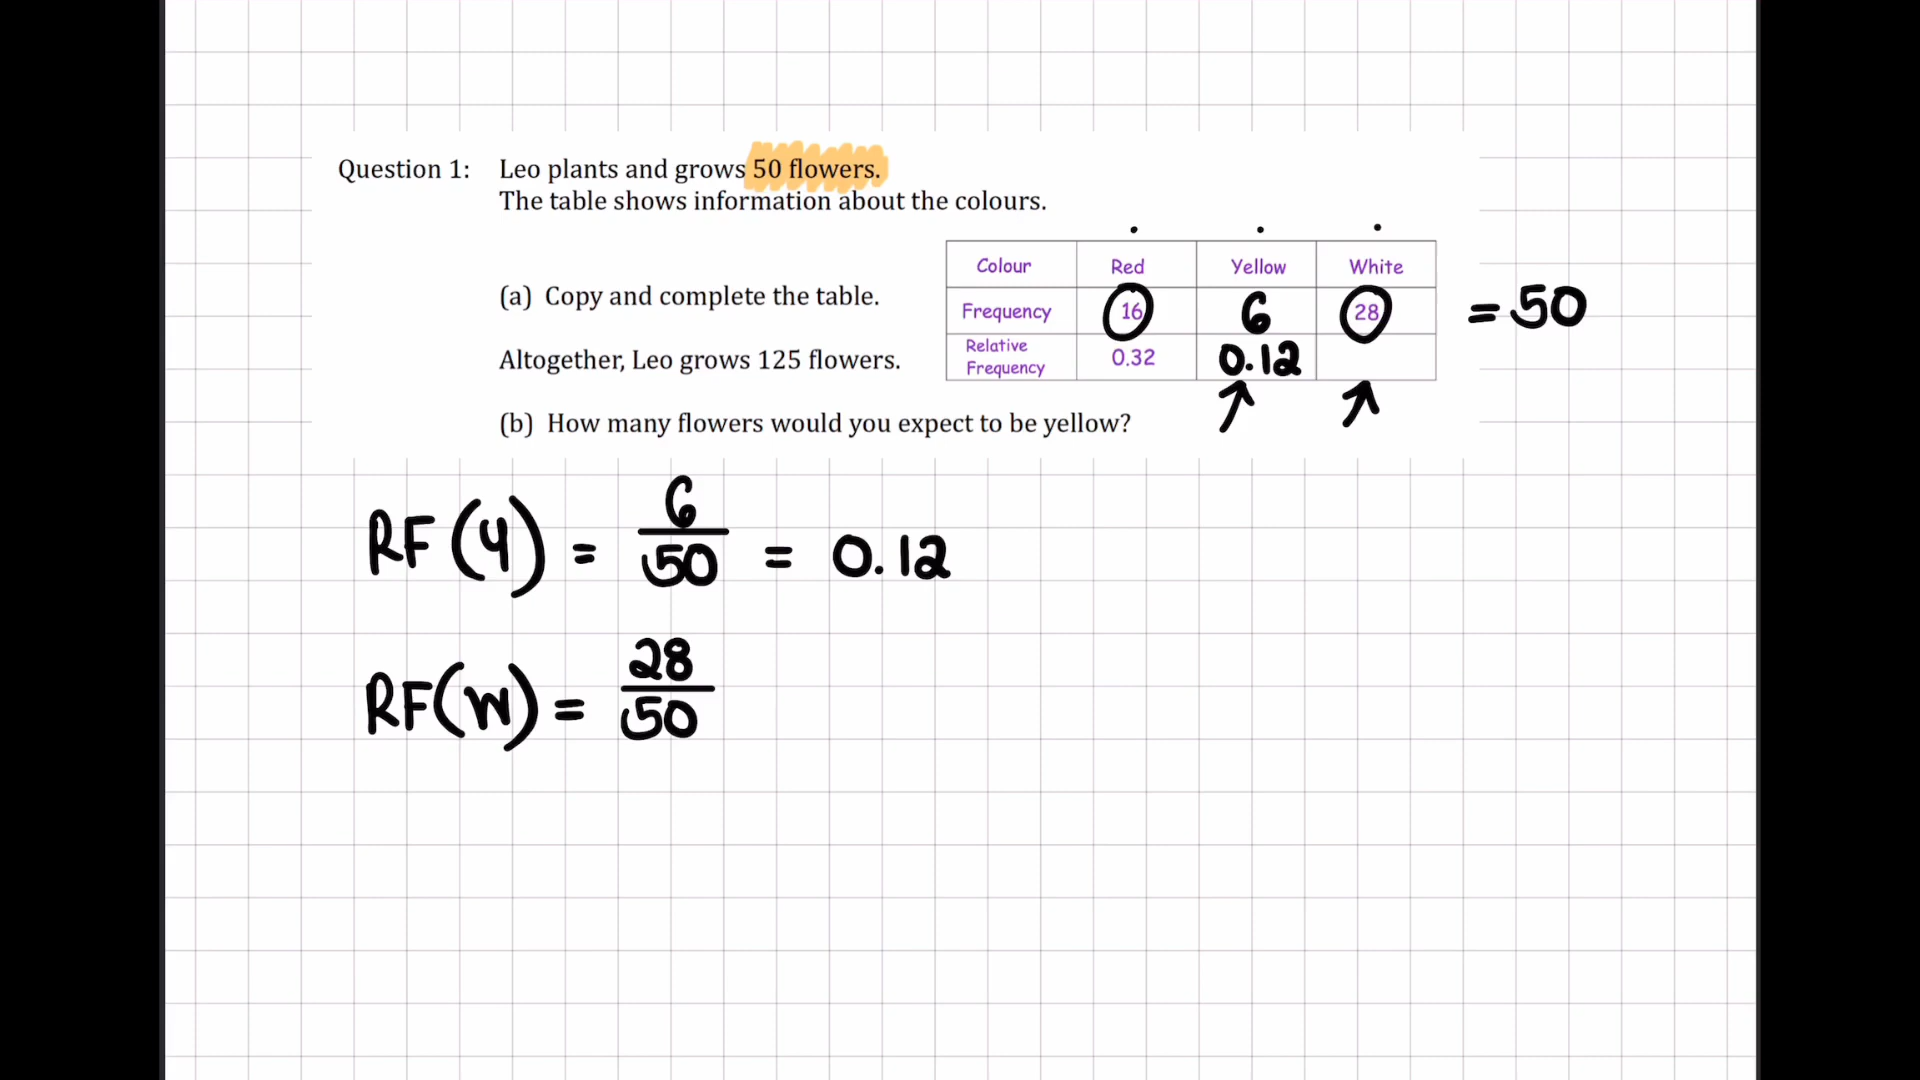 Question 1: Leo plants and grows 50 flowers.
The table shows information about the colours.
Colour Red Yellow White
(a) Copy and complete the table.
Frequency 16 6 28 = 50
Relative Frequency 0.32 0.12
Altogether, Leo grows 125 flowers.
(b) How many flowers would you expect to be yellow?
RF(Y) = 6/50 = 0.12
RF(W) = 28/50